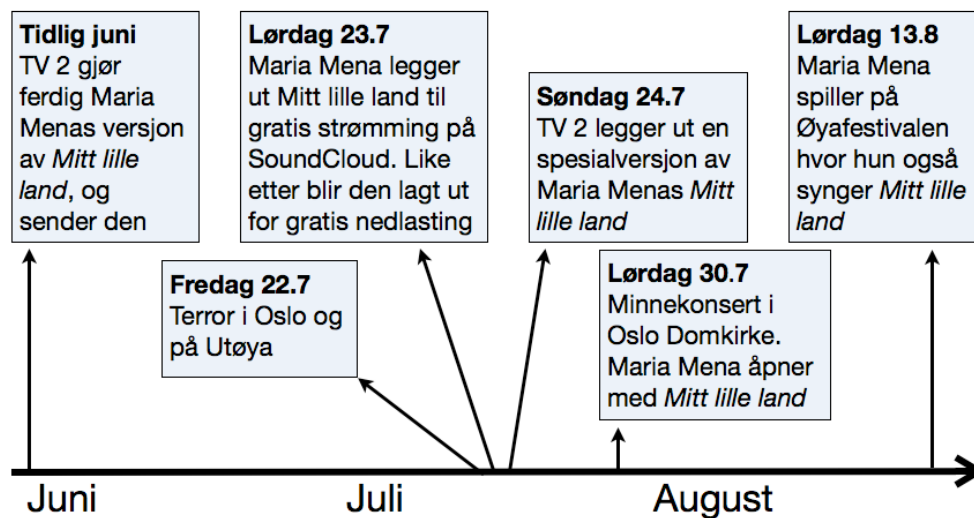 Tidlig juni
TV 2 gjør
ferdig Maria
Menas versjon
av Mitt lille
land, og
sender den
Lørdag 23.7
Maria Mena legger
ut Mitt lille land til
gratis strømming på
SoundCloud. Like
etter blir den lagt ut
for gratis nedlasting
Søndag 24.7
TV 2 legger ut en
spesialversjon av
Maria Menas Mitt
lille land
Lørdag 13.8
Maria Mena
spiller på
Øyafestivalen
hvor hun også
synger Mitt lille
land
Fredag 22.7
Terror i Oslo og
på Utøya
Lørdag 30.7
Minnekonsert i
Oslo Domkirke.
Maria Mena åpner
med Mitt lille land
Juni
Juli
August